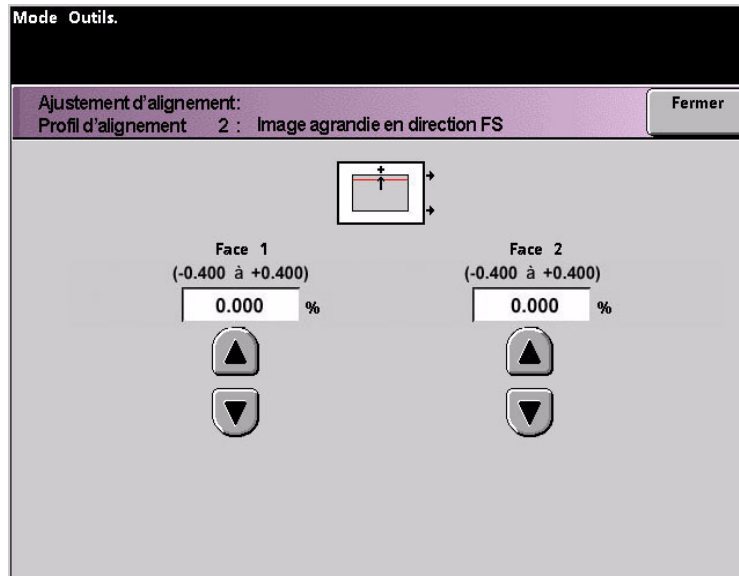 Mode Outils.
Ajustement d'alignement:
Profil d'alignement 2 : Image agrandie en direction FS
Fermer
Face 1
(-0.400 à +0.400)
0.000 %
Face 2
(-0.400 à +0.400)
0.000 %